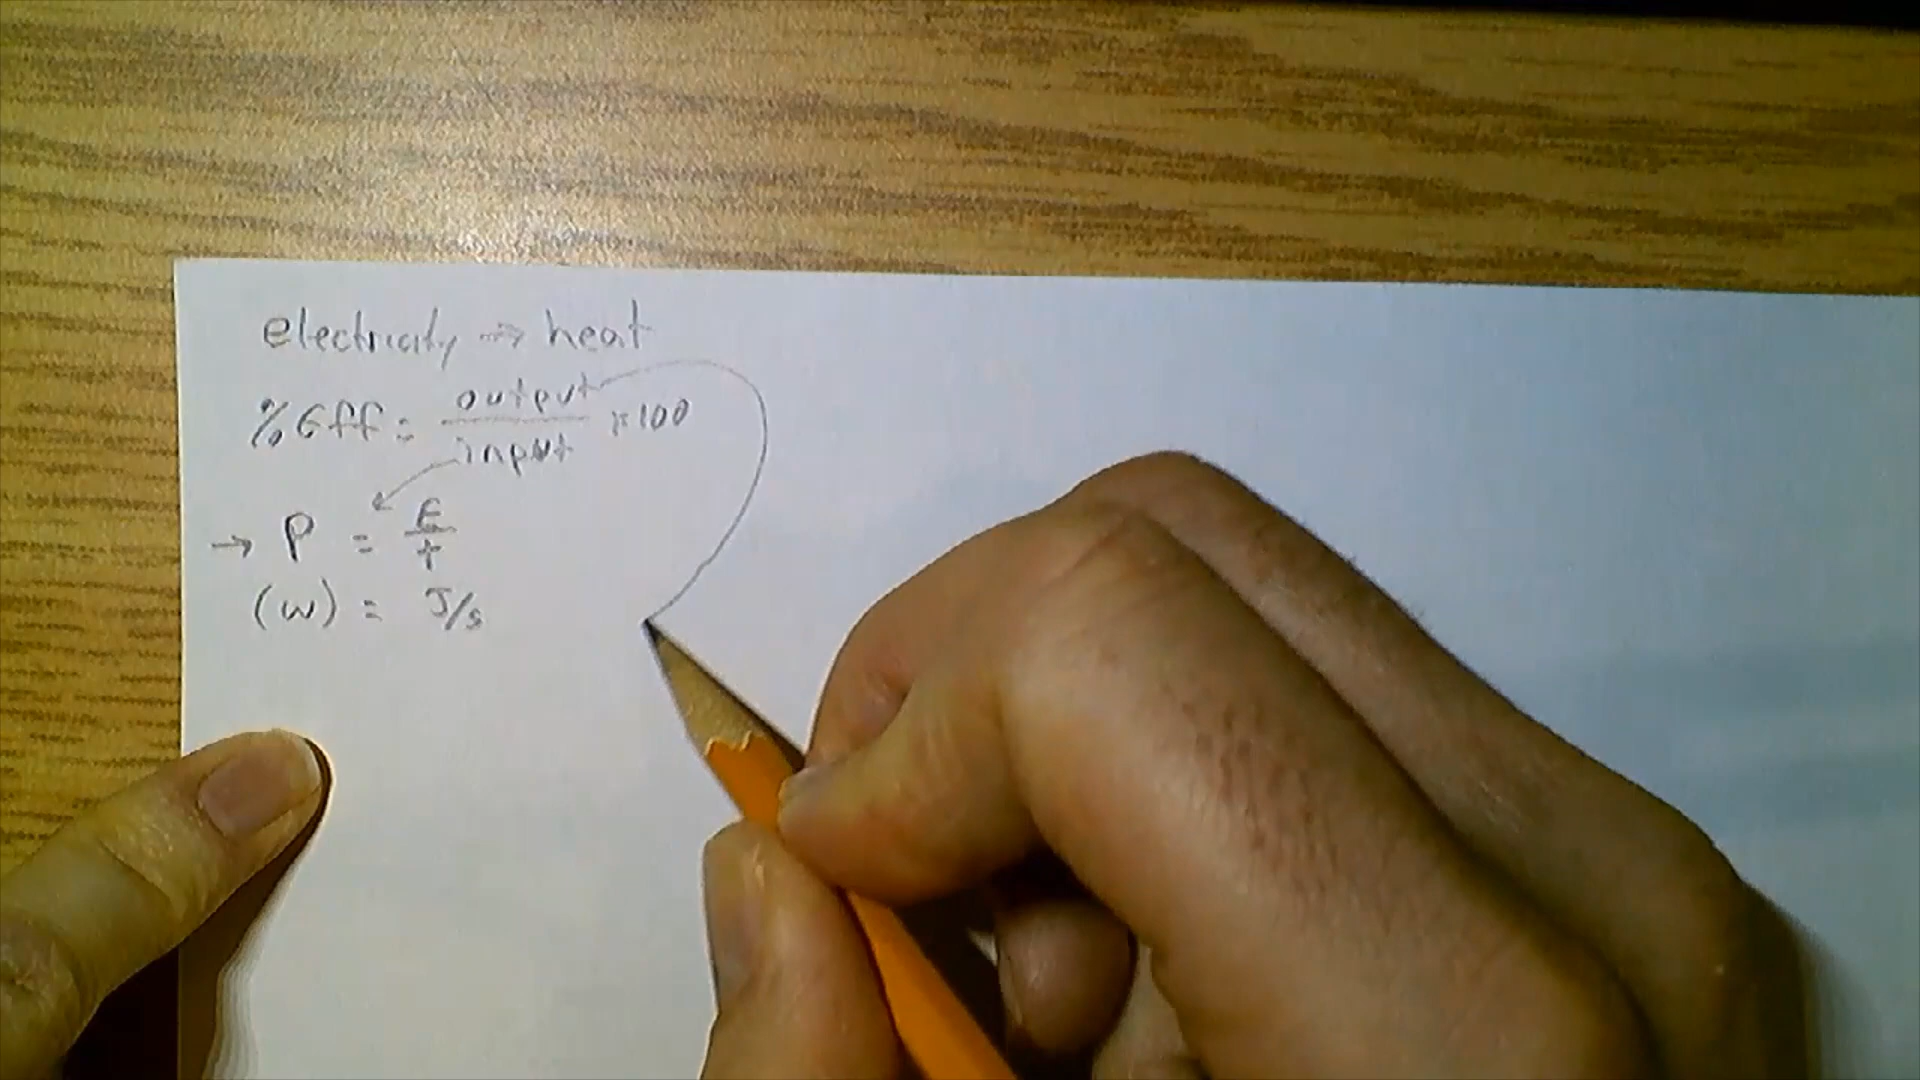 electricity → heat
%Eff = output / input × 100
→ P = E / t
(W) = J/s